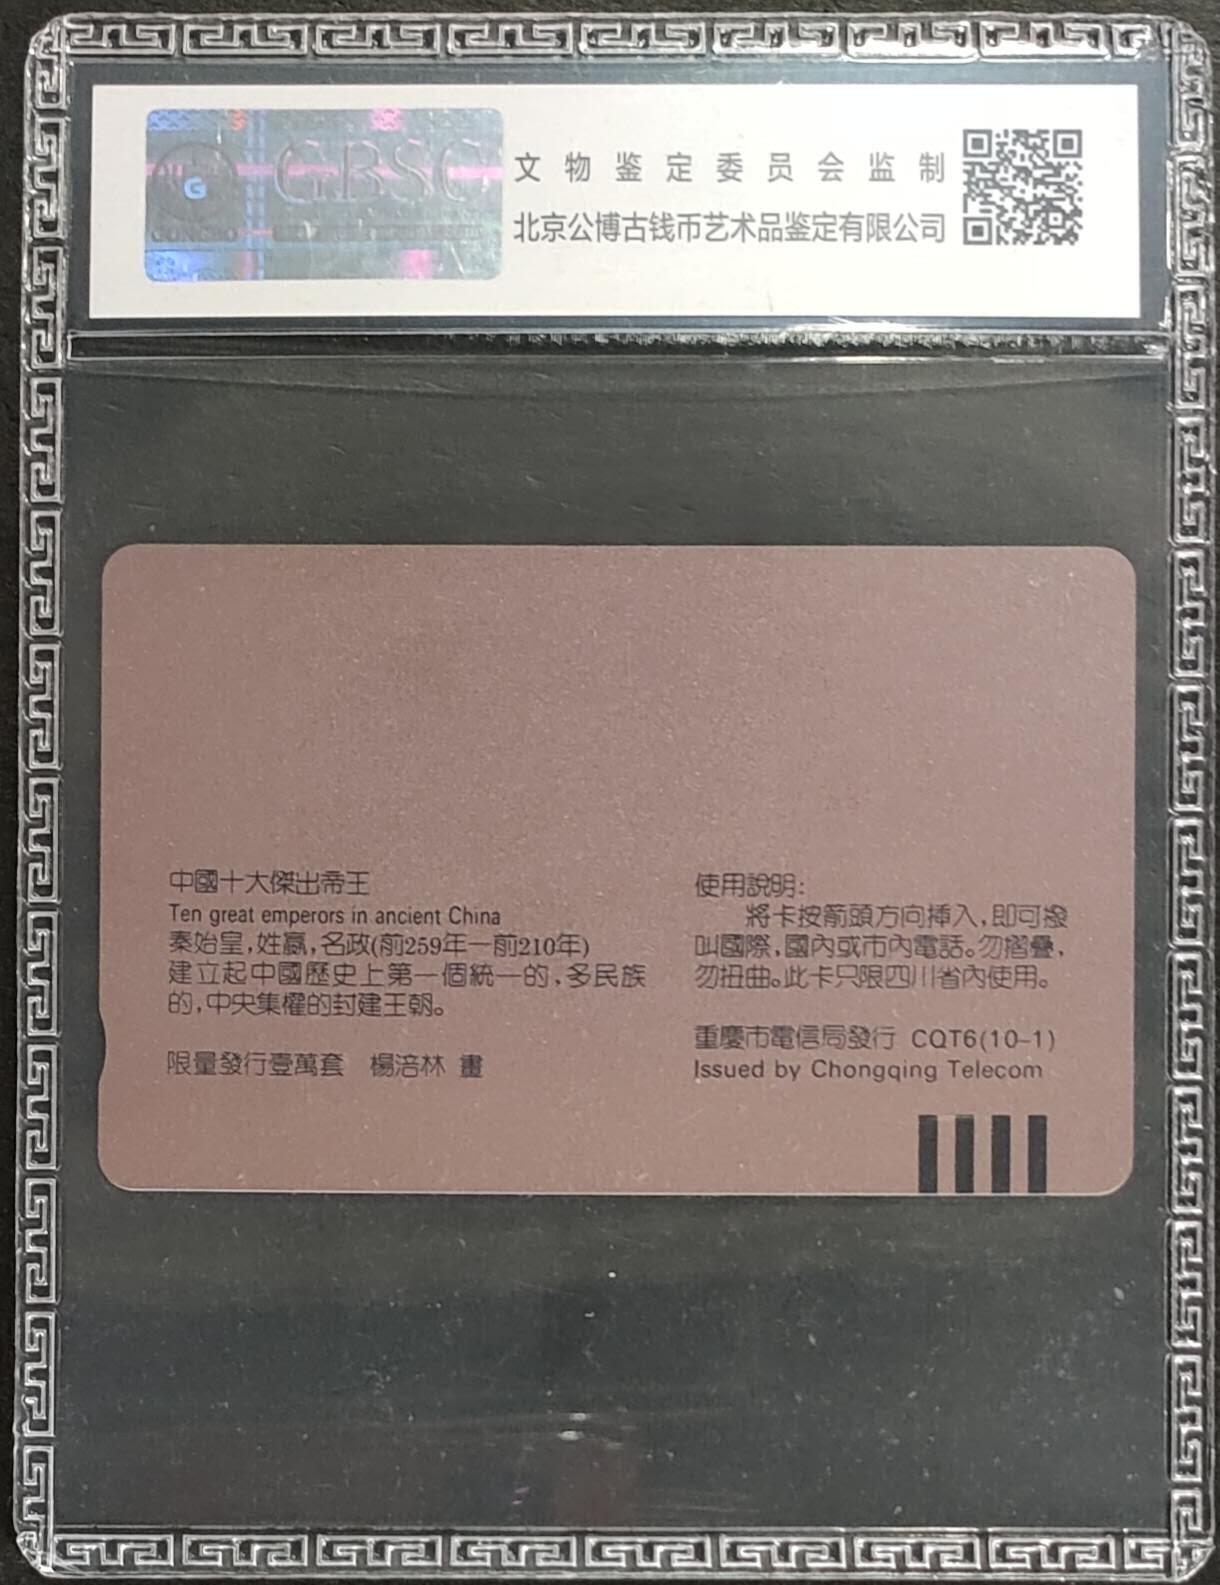 GBSC
文物鉴定委员会监制
北京公博古钱币艺术品鉴定有限公司
中國十大傑出帝王
Ten great emperors in ancient China
秦始皇,姓嬴,名政(前259年一前210年)
建立起中國歷史上第一個統一的,多民族
的,中央集權的封建王朝。
限量發行壹萬套 楊涪林 畫
使用說明:
將卡按箭頭方向揷入,即可撥
叫國際,國內或市內電話。勿摺疊,
勿扭曲。此卡只限四川省內使用。
重慶市電信局發行 CQT6(10-1)
Issued by Chongqing Telecom